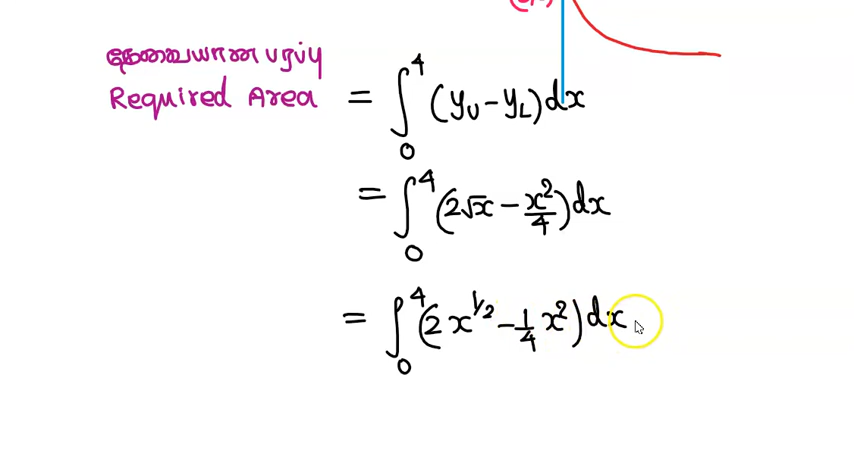 தேவையான பரப்பு
Required Area = ∫₀⁴ (y_U − y_L) dx
= ∫₀⁴ (2√x − x²/4) dx
= ∫₀⁴ (2x^{1/2} − 1/4 x²) dx